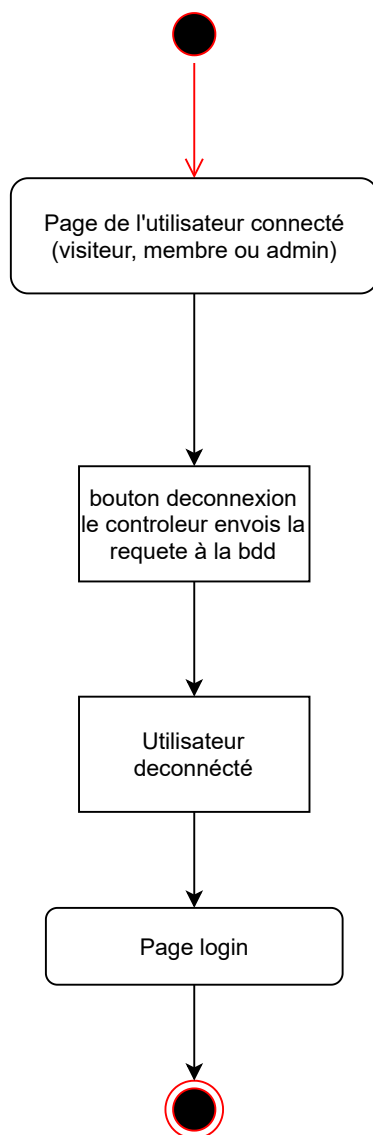 Page de l'utilisateur connecté
(visiteur, membre ou admin)
bouton deconnexion
le controleur envois la
requete à la bdd
Utilisateur
deconnécté
Page login